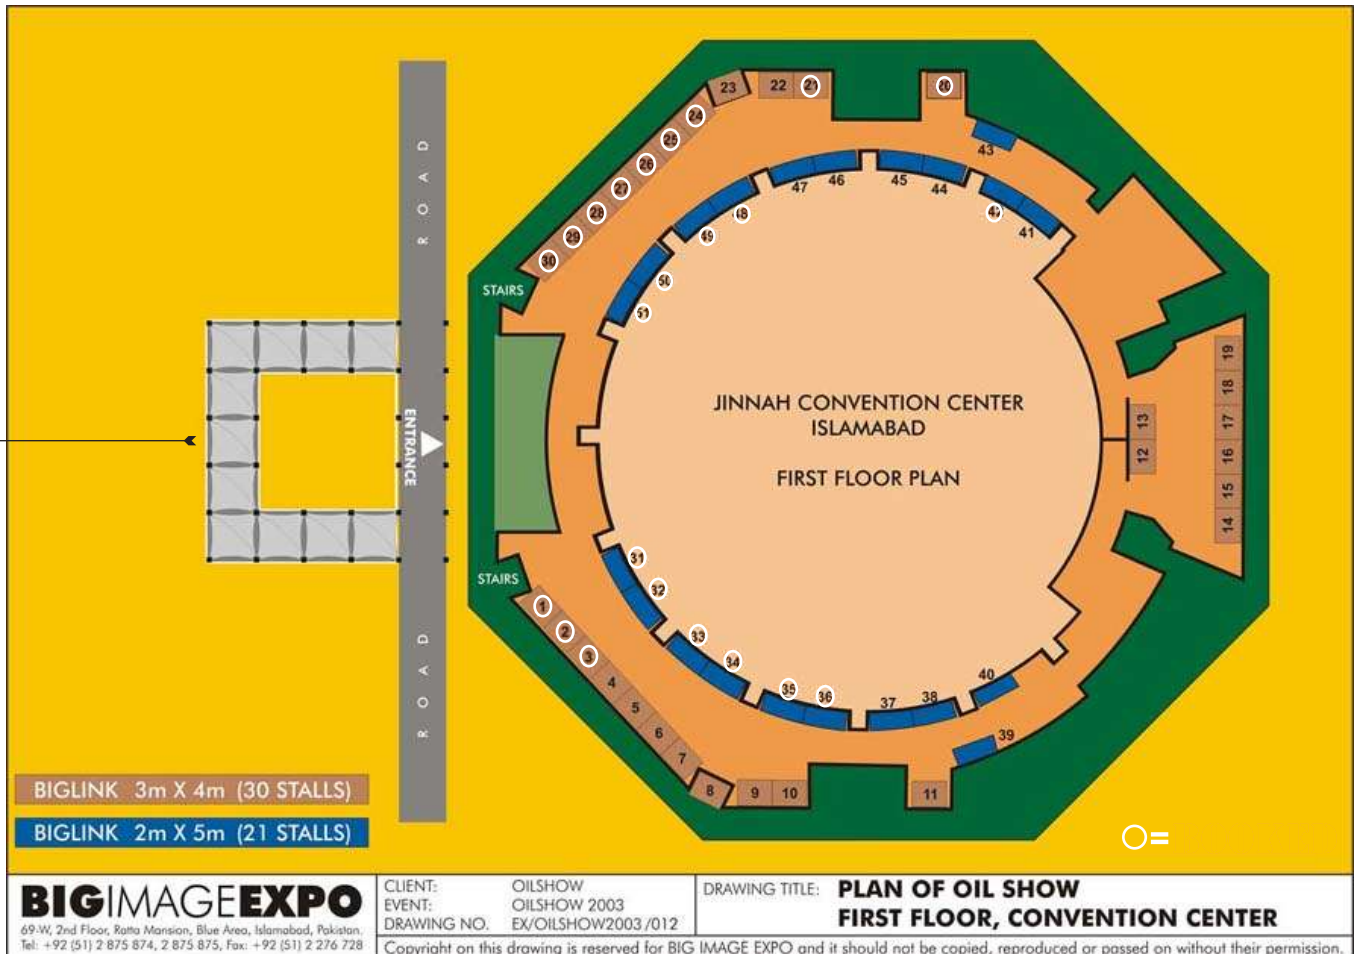 23
22
21
20
24
25
26
27
28
29
30
43
47
46
45
44
48
42
49
41
50
51
STAIRS
ROAD
19
18
17
16
15
14
13
12
JINNAH CONVENTION CENTER
ISLAMABAD
FIRST FLOOR PLAN
ENTRANCE
31
32
33
34
35
36
37
38
40
39
STAIRS
1
2
3
4
5
6
7
8
9
10
11
ROAD
BIGLINK 3m X 4m (30 STALLS)
BIGLINK 2m X 5m (21 STALLS)
=
BIGIMAGEEXPO
69-W, 2nd Floor, Ratta Mansion, Blue Area, Islamabad, Pakistan.
Tel: +92 (51) 2 875 874, 2 875 875, Fax: +92 (51) 2 276 728
CLIENT: OILSHOW
EVENT: OILSHOW 2003
DRAWING NO. EX/OILSHOW2003/012
DRAWING TITLE: PLAN OF OIL SHOW
FIRST FLOOR, CONVENTION CENTER
Copyright on this drawing is reserved for BIG IMAGE EXPO and it should not be copied, reproduced or passed on without their permission.